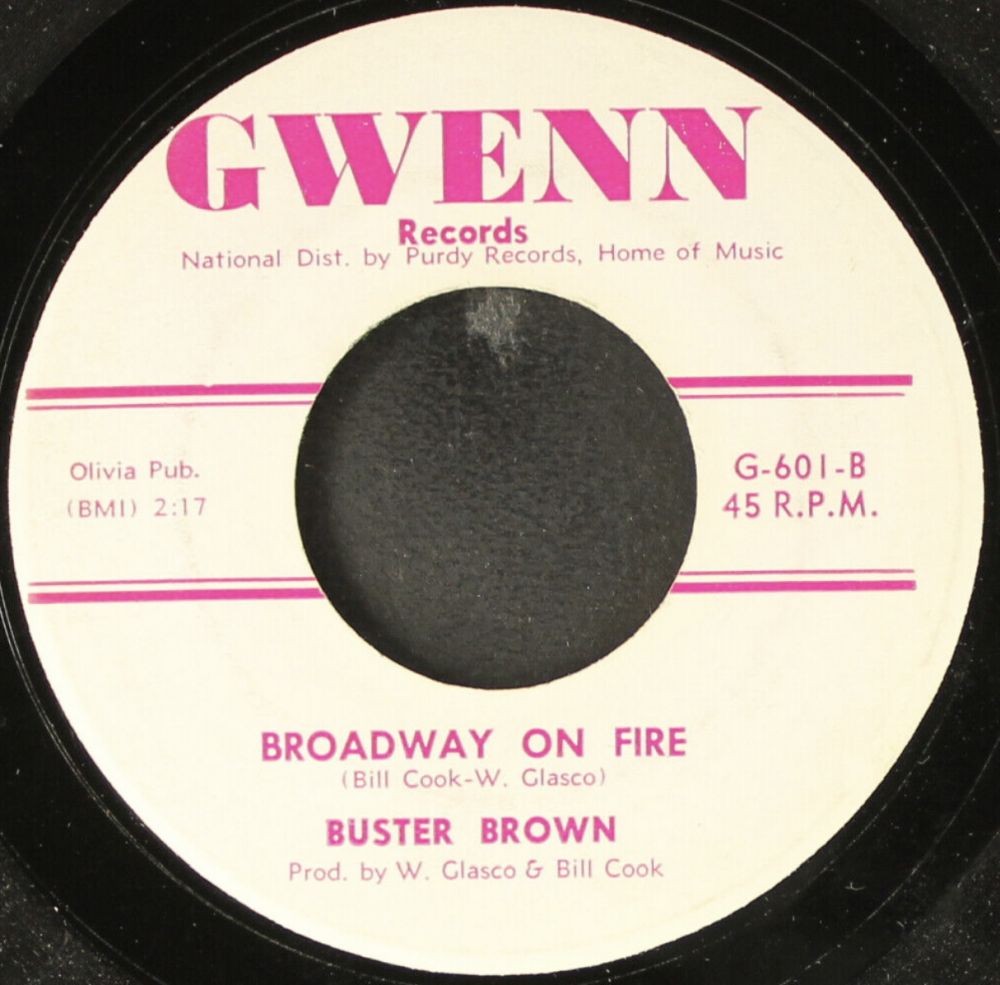 GWENN
Records
National Dist. by Purdy Records, Home of Music
Olivia Pub.
(BMI) 2:17
G-601-B
45 R.P.M.
BROADWAY ON FIRE
(Bill Cook-W. Glasco)
BUSTER BROWN
Prod. by W. Glasco & Bill Cook